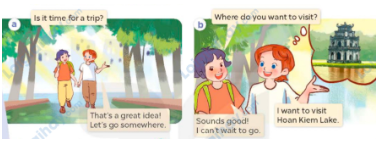 a
Is it time for a trip?
That's a great idea!
Let's go somewhere.
b
Where do you want to visit?
I want to visit
Hoan Kiem Lake.
Sounds good!
I can't wait to go.